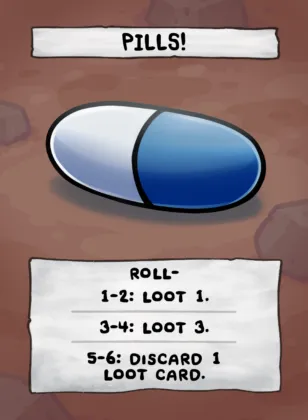 PILLS!
ROLL-
1-2: LOOT 1.
3-4: LOOT 3.
5-6: DISCARD 1
LOOT CARD.